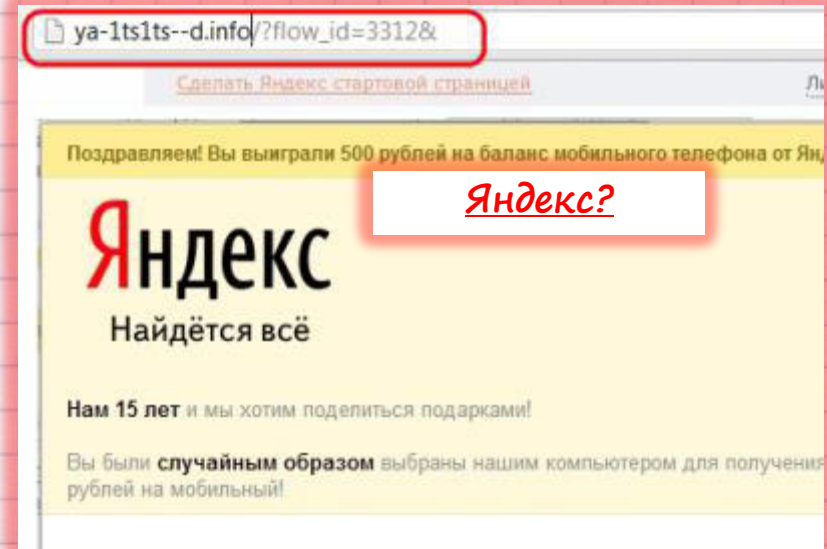 ya-1ts1ts--d.info/?flow_id=3312&
Сделать Яндекс стартовой страницей
Поздравляем! Вы выиграли 500 рублей на баланс мобильного телефона от
Яндекс?
Яндекс
Найдётся всё
Нам 15 лет и мы хотим поделиться подарками!
Вы были случайным образом выбраны нашим компьютером для получения
рублей на мобильный!